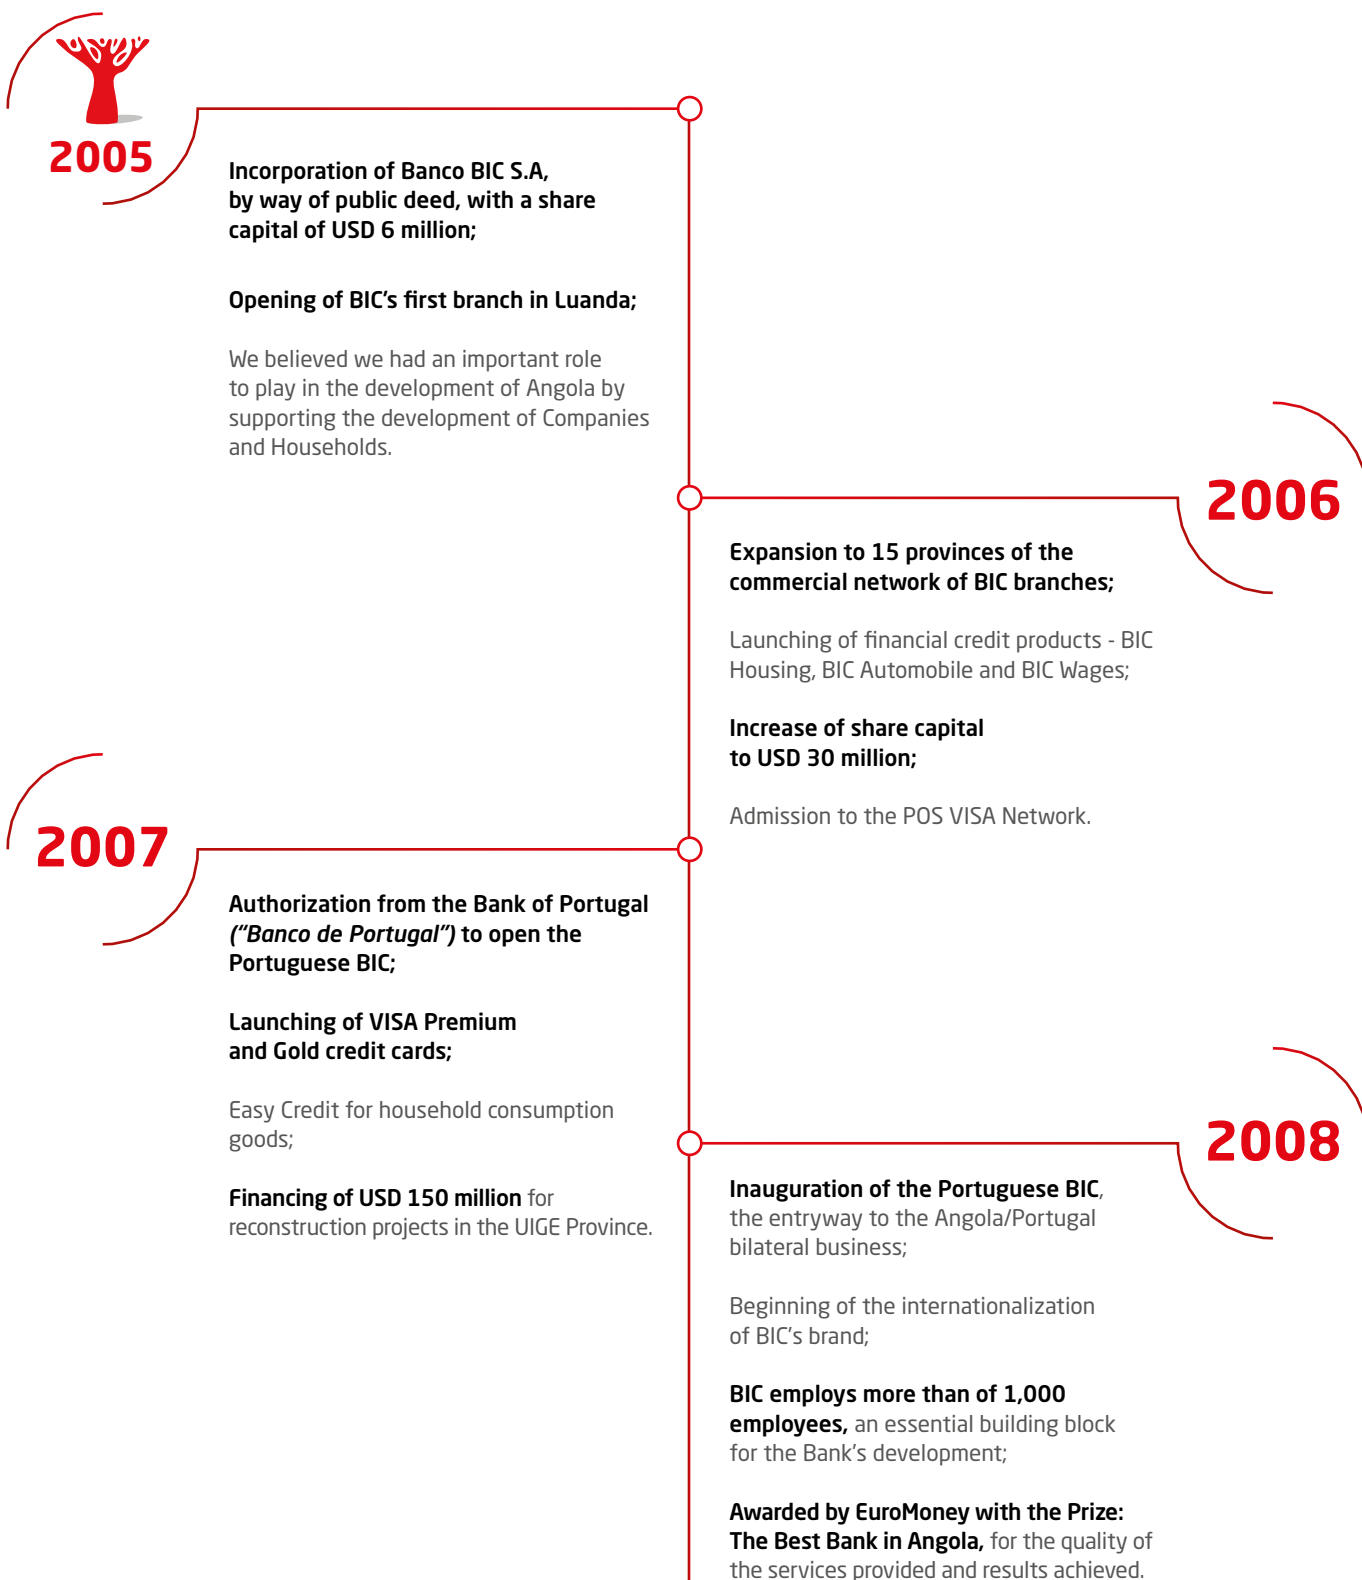 2005
Incorporation of Banco BIC S.A,
by way of public deed, with a share
capital of USD 6 million;
Opening of BIC's first branch in Luanda;
We believed we had an important role
to play in the development of Angola by
supporting the development of Companies
and Households.
2006
Expansion to 15 provinces of the
commercial network of BIC branches;
Launching of financial credit products - BIC
Housing, BIC Automobile and BIC Wages;
Increase of share capital
to USD 30 million;
Admission to the POS VISA Network.
2007
Authorization from the Bank of Portugal
(“Banco de Portugal”) to open the
Portuguese BIC;
Launching of VISA Premium
and Gold credit cards;
Easy Credit for household consumption
goods;
Financing of USD 150 million for
reconstruction projects in the UIGE Province.
2008
Inauguration of the Portuguese BIC,
the entryway to the Angola/Portugal
bilateral business;
Beginning of the internationalization
of BIC's brand;
BIC employs more than of 1,000
employees, an essential building block
for the Bank's development;
Awarded by EuroMoney with the Prize:
The Best Bank in Angola, for the quality of
the services provided and results achieved.